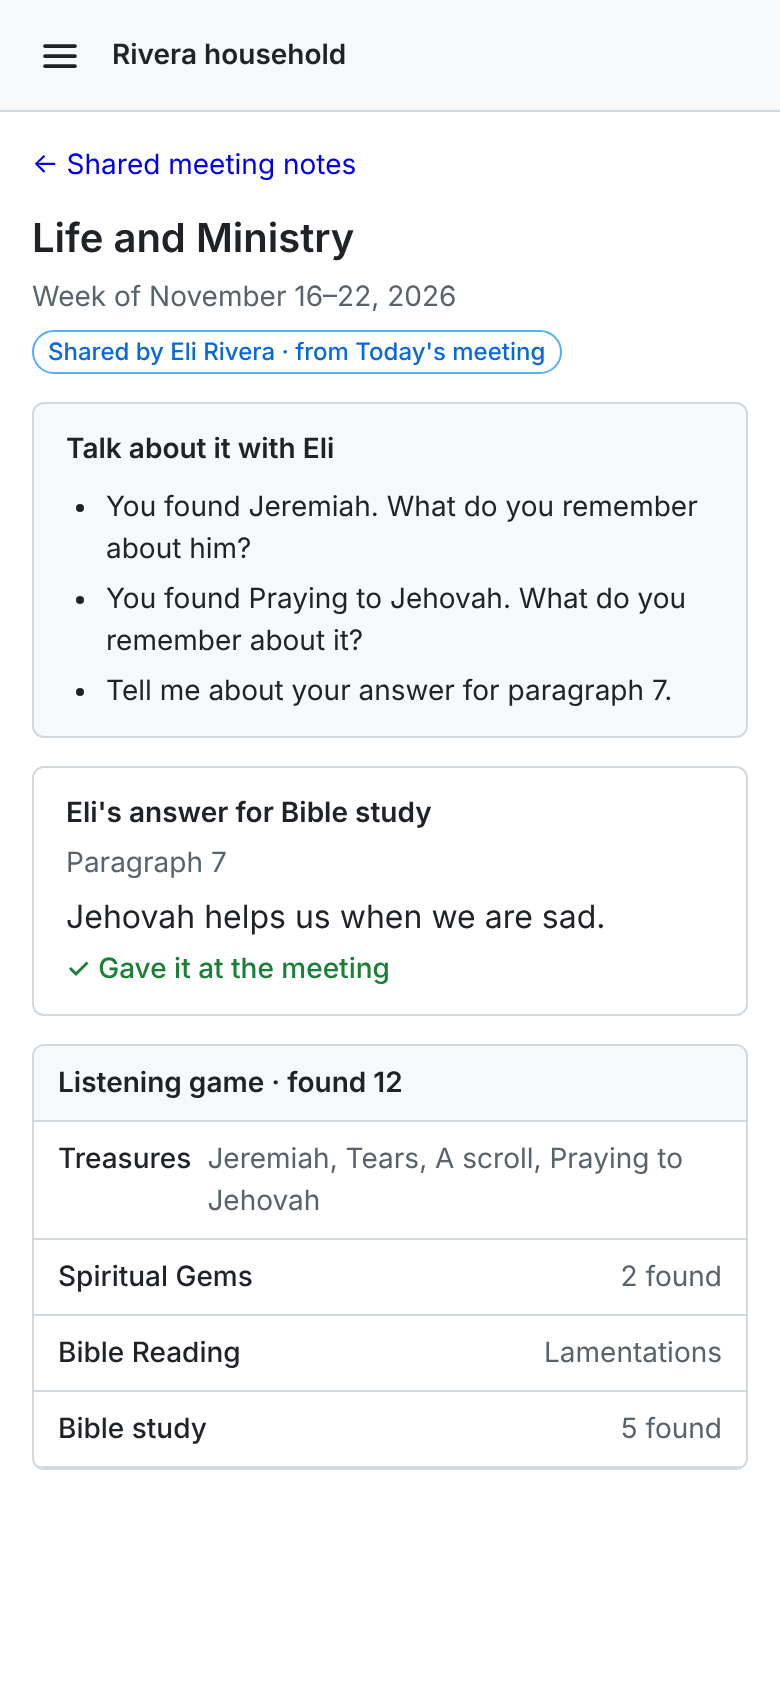 Rivera household
← Shared meeting notes
Life and Ministry
Week of November 16–22, 2026
Shared by Eli Rivera · from Today's meeting
Talk about it with Eli
• You found Jeremiah. What do you remember
about him?
• You found Praying to Jehovah. What do you
remember about it?
• Tell me about your answer for paragraph 7.
Eli's answer for Bible study
Paragraph 7
Jehovah helps us when we are sad.
✓ Gave it at the meeting
Listening game · found 12
Treasures Jeremiah, Tears, A scroll, Praying to
Jehovah
Spiritual Gems 2 found
Bible Reading Lamentations
Bible study 5 found